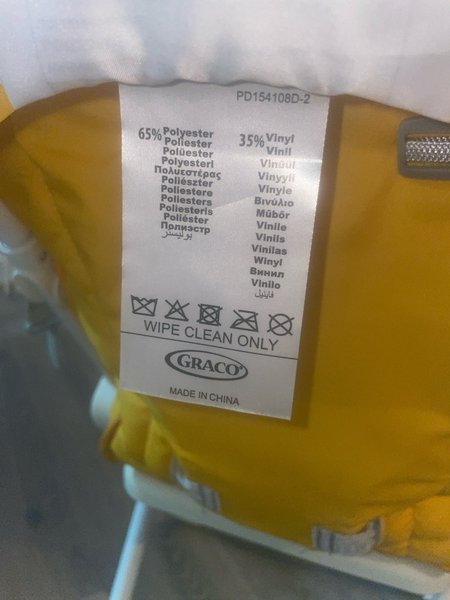 PD154108D-2
65% Polyester
Poliester
Polüester
Polyesteri
Πολυεστέρας
Poliészter
Poliestere
Poliesters
Poliesteris
Poliéster
Полиэстр
بوليستر
35% Vinyl
Vinil
Vinüül
Vinyyli
Vinyle
Βινύλιο
Műbőr
Vinile
Vinils
Vinilas
Winyl
Винил
Vinilo
فاينيل
WIPE CLEAN ONLY
GRACO®
MADE IN CHINA